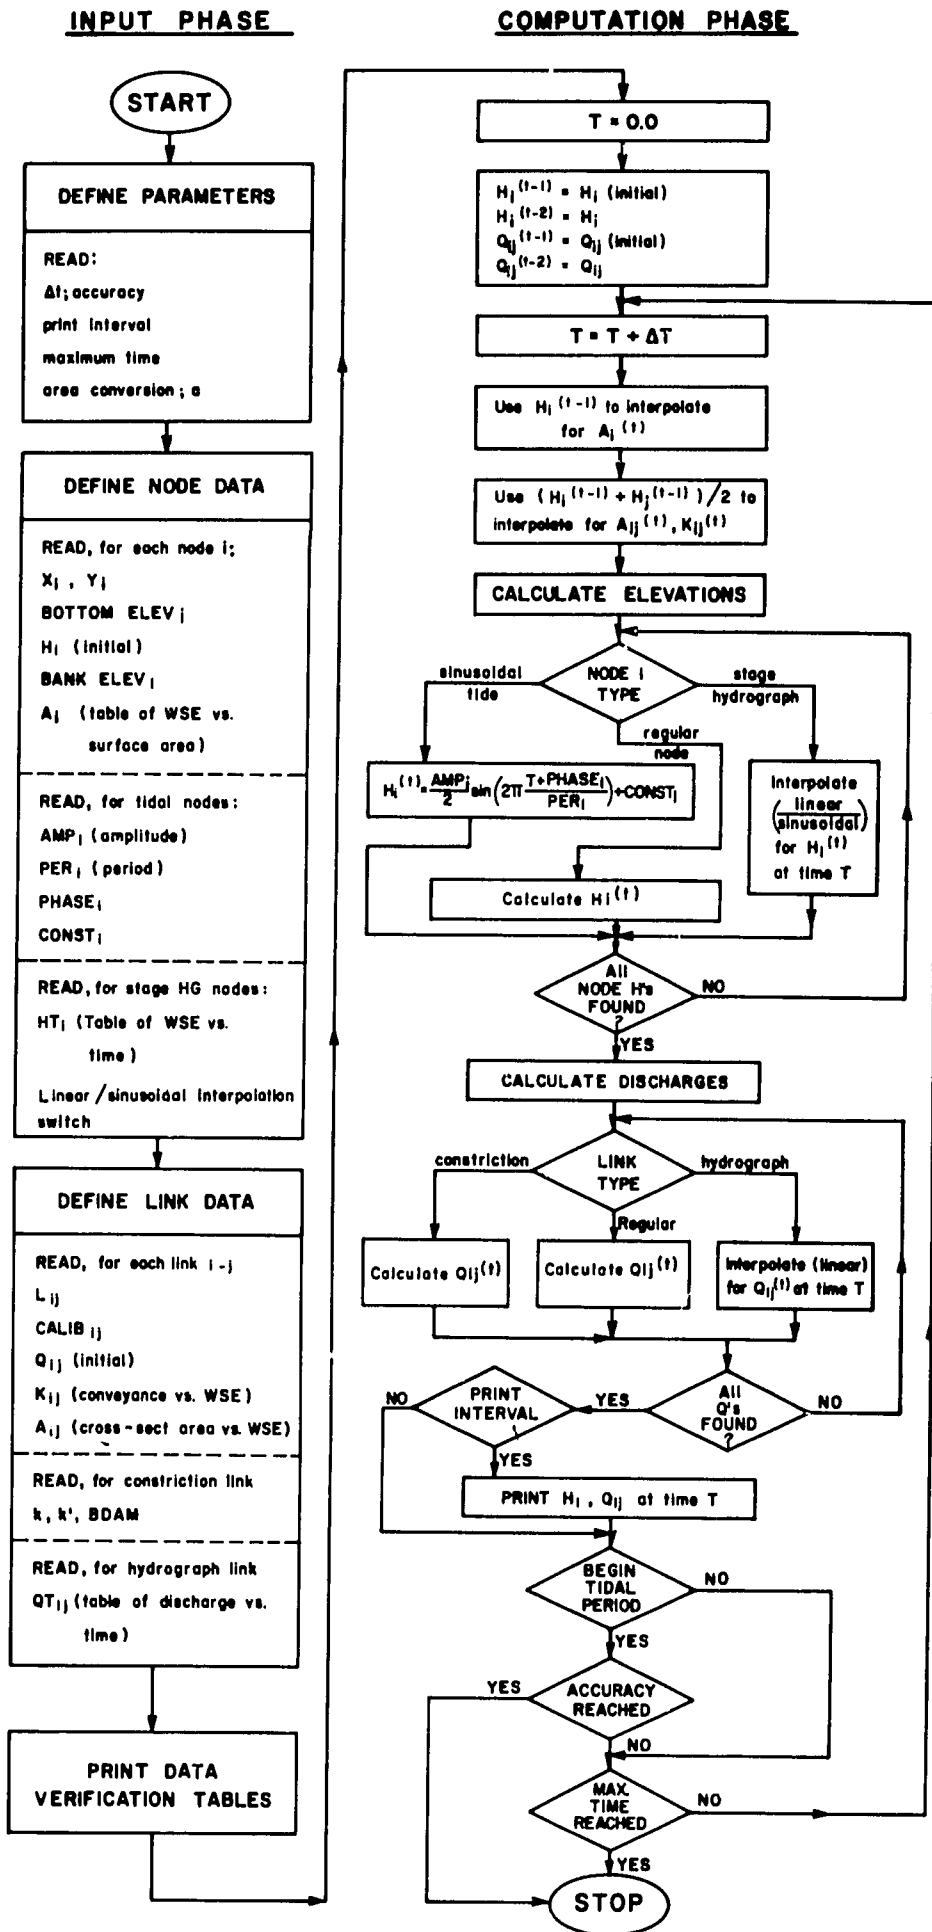 INPUT PHASE
START
DEFINE PARAMETERS
READ:
Δt; accuracy
print interval
maximum time
area conversion; a
DEFINE NODE DATA
READ, for each node i;
Xi , Yi
BOTTOM ELEVi
Hi (initial)
BANK ELEVi
Ai (table of WSE vs.
surface area)
READ, for tidal nodes:
AMPi (amplitude)
PERi (period)
PHASEi
CONSTi
READ, for stage HG nodes:
HTi (Table of WSE vs.
time)
Linear/sinusoidal interpolation
switch
DEFINE LINK DATA
READ, for each link i-j
Lij
CALIBij
Qij (initial)
Kij (conveyance vs. WSE)
Aij (cross-sect area vs. WSE)
READ, for constriction link
k, k', BDAM
READ, for hydrograph link
QTij (table of discharge vs.
time)
PRINT DATA
VERIFICATION TABLES
COMPUTATION PHASE
T = 0.0
Hi(t-1) = Hi (initial)
Hi(t-2) = Hi
Qij(t-1) = Qij (initial)
Qij(t-2) = Qij
T = T + ΔT
Use Hi(t-1) to interpolate
for Ai(t)
Use (Hi(t-1) + Hj(t-1))/2 to
interpolate for Aij(t), Kij(t)
CALCULATE ELEVATIONS
NODE i
TYPE
sinusoidal
tide
stage
hydrograph
regular
node
Hi(t) = AMPi/2 sin(2π T+PHASEi/PERi)+CONSTi
Interpolate
(linear/sinusoidal)
for Hi(t)
at time T
Calculate Hi(t)
All
NODE H's
FOUND
?
NO
YES
CALCULATE DISCHARGES
LINK
TYPE
constriction
hydrograph
Regular
Calculate Qij(t)
Calculate Qij(t)
Interpolate (linear)
for Qij(t) at time T
All
Q's
FOUND
?
NO
YES
PRINT
INTERVAL
NO
YES
PRINT Hi , Qij at time T
BEGIN
TIDAL
PERIOD
NO
YES
ACCURACY
REACHED
YES
NO
MAX.
TIME
REACHED
NO
YES
STOP